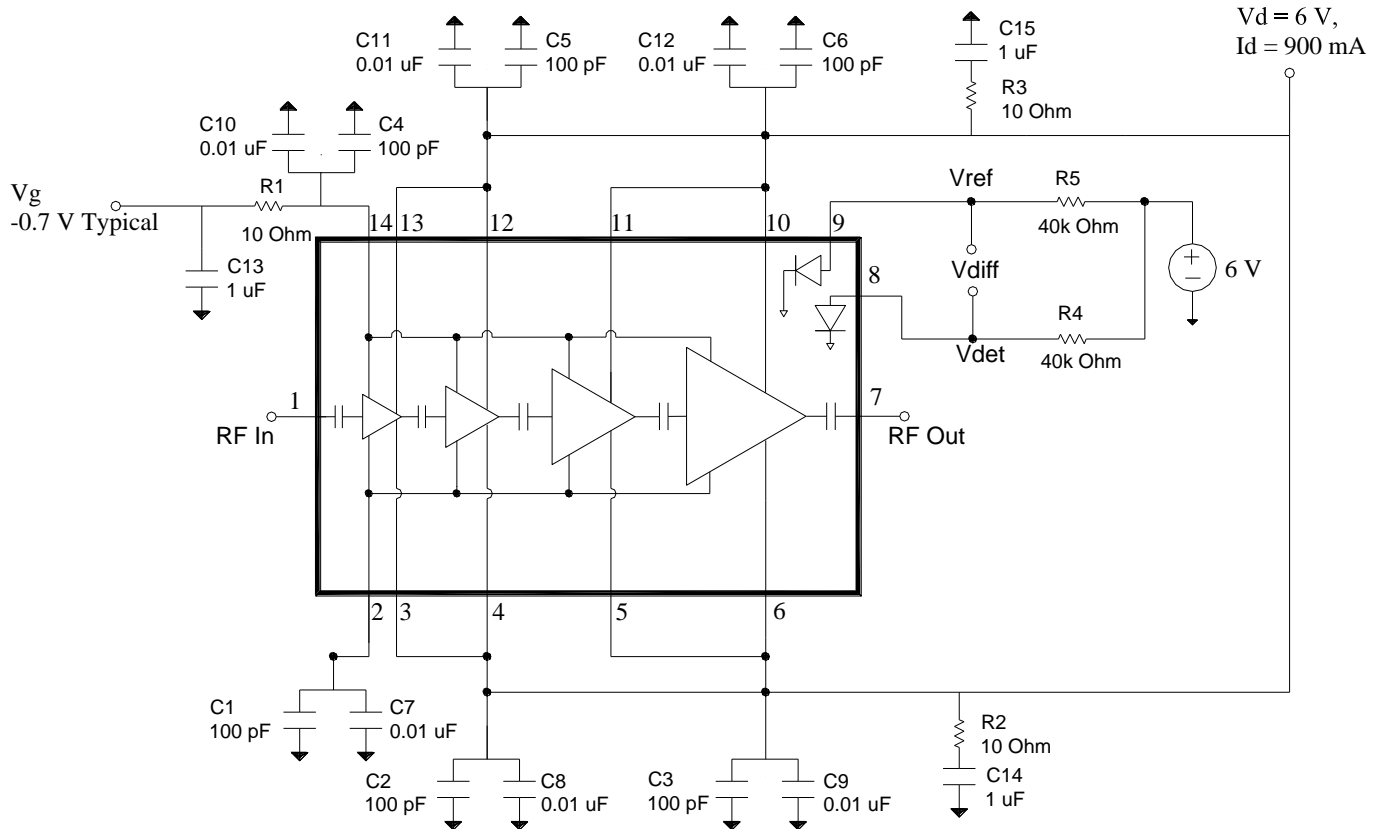 Vd = 6 V,
Id = 900 mA
C11
0.01 uF
C5
100 pF
C12
0.01 uF
C6
100 pF
C15
1 uF
R3
10 Ohm
C10
0.01 uF
C4
100 pF
Vg
-0.7 V Typical
R1
10 Ohm
C13
1 uF
14
13
12
11
10
9
8
Vref
R5
40k Ohm
Vdiff
6 V
R4
Vdet
40k Ohm
1
RF In
7
RF Out
2
3
4
5
6
C1
100 pF
C7
0.01 uF
C2
100 pF
C8
0.01 uF
C3
100 pF
C9
0.01 uF
R2
10 Ohm
C14
1 uF